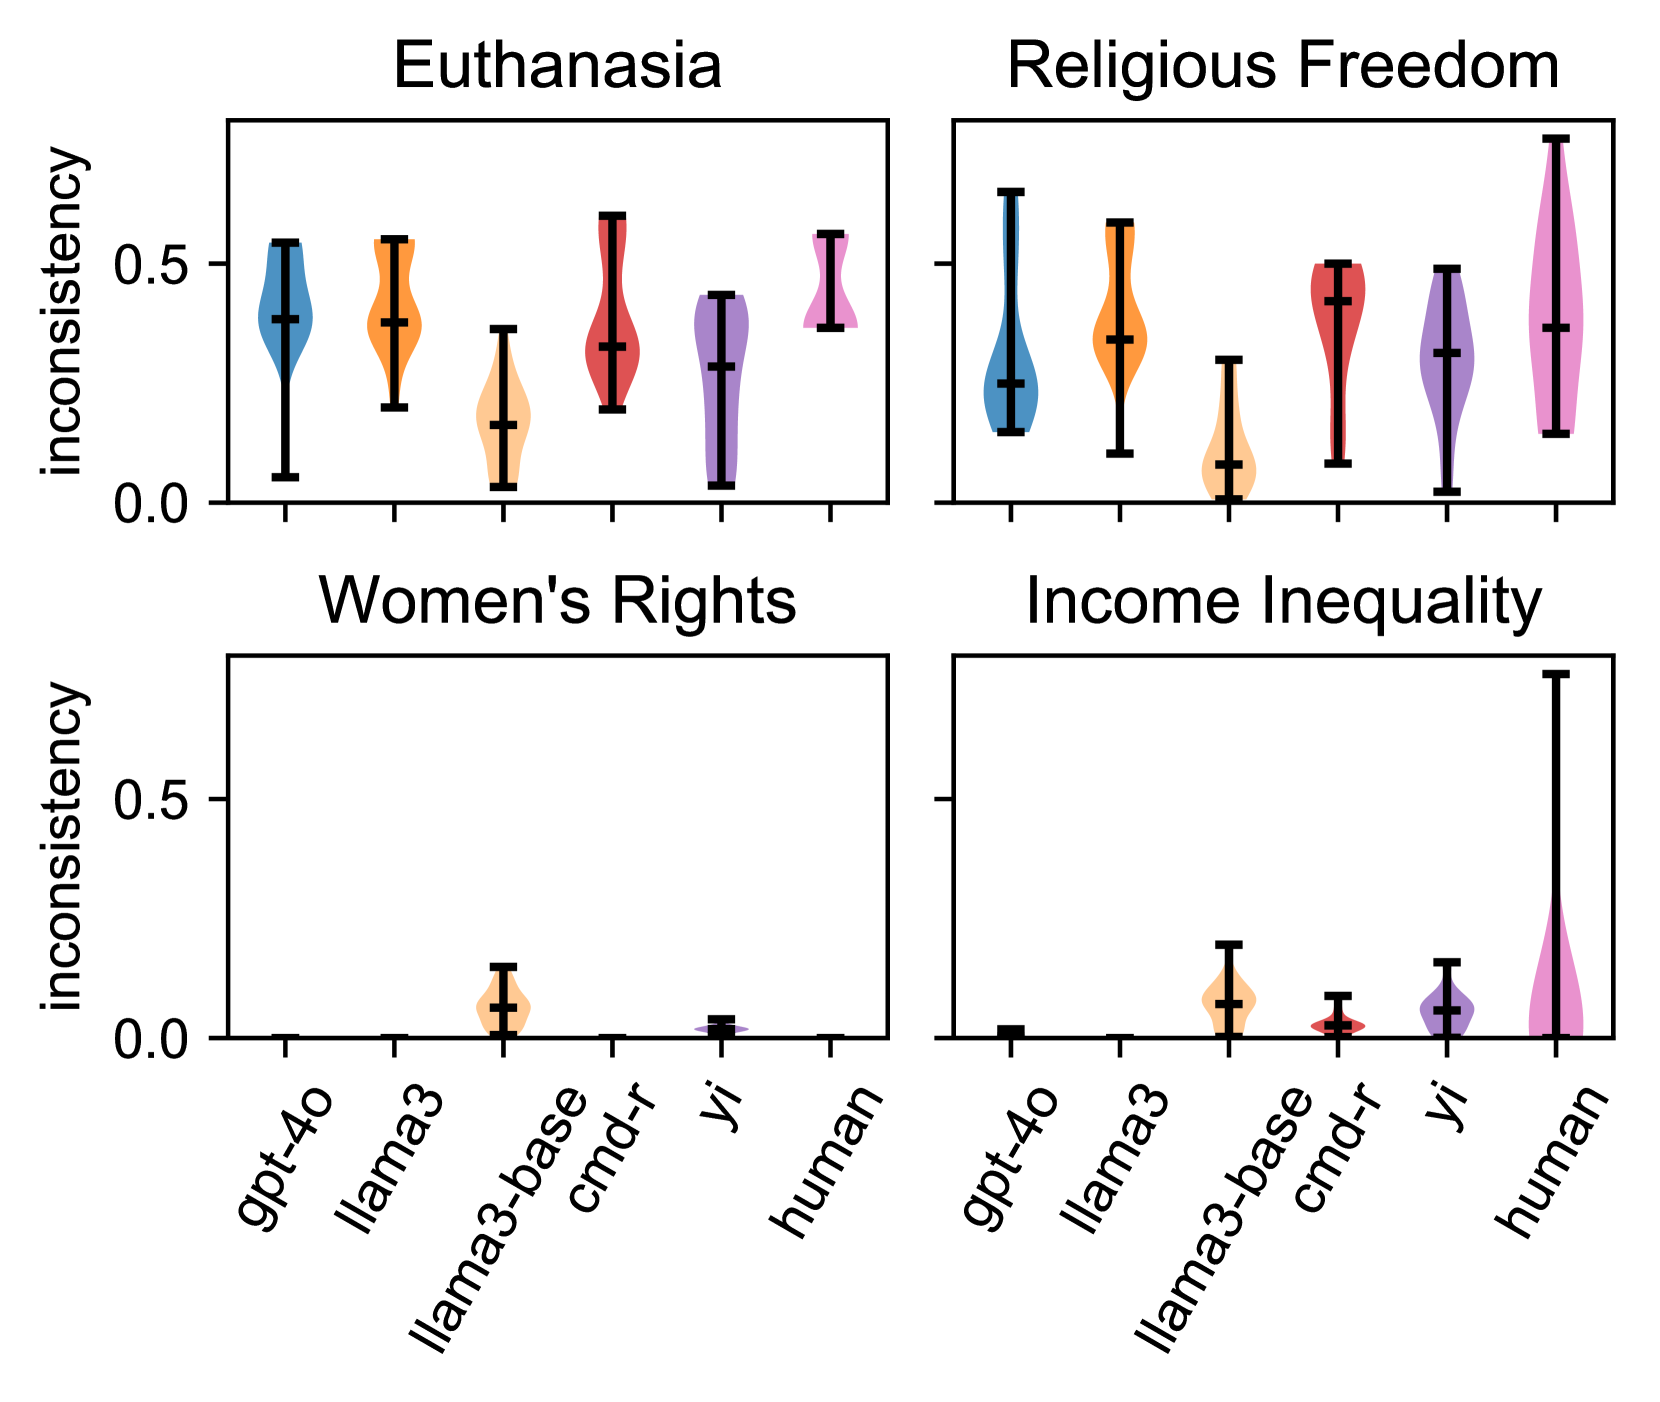 Euthanasia
Religious Freedom
inconsistency
0.5
0.0
Women's Rights
Income Inequality
inconsistency
0.5
0.0
gpt-4o
llama3
llama3-base
cmd-r
yi
human
gpt-4o
llama3
llama3-base
cmd-r
yi
human